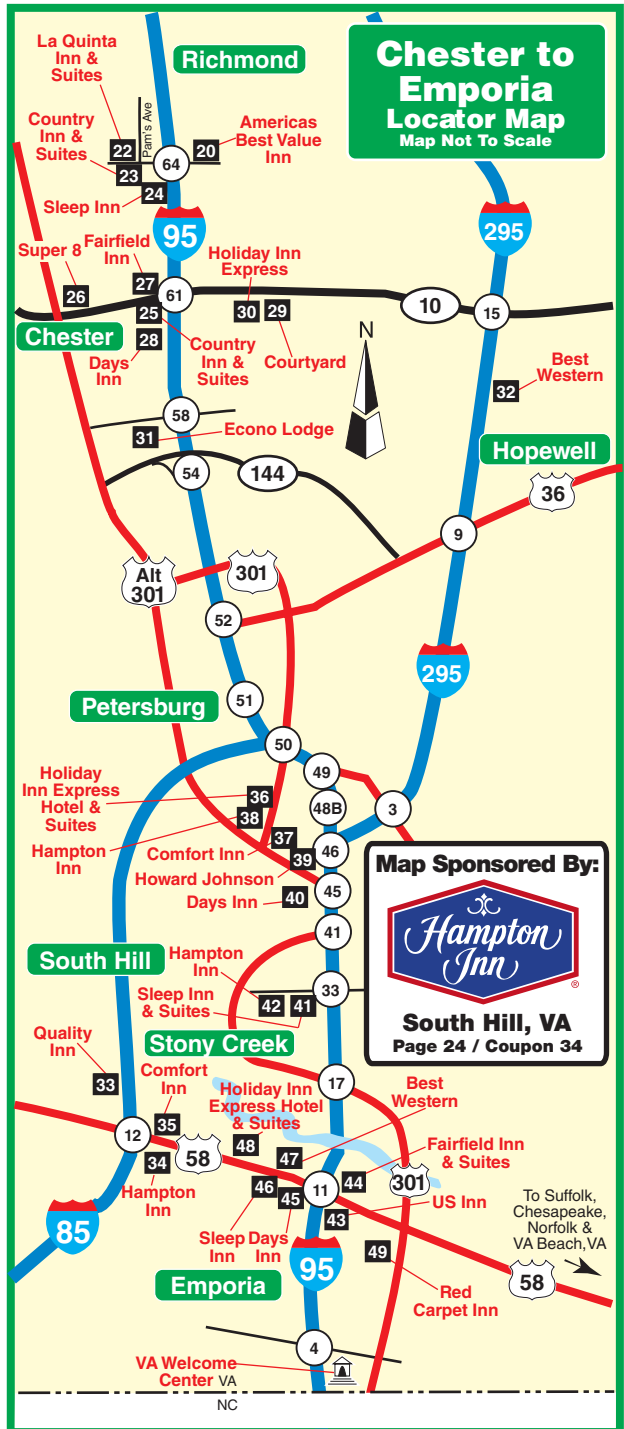 Chester to
Emporia
Locator Map
Map Not To Scale
Richmond
La Quinta
Inn &
Suites
Country
Inn &
Suites
Pam's Ave
Americas
Best Value
Inn
22
20
64
23
24
Sleep Inn
95
295
Super 8
Fairfield
Inn
Holiday Inn
Express
26
27
61
25
30
29
10
15
Chester
28
Days
Inn
Country
Inn &
Suites
Courtyard
N
Best
Western
32
58
31
Econo Lodge
Hopewell
54
144
36
9
Alt
301
301
52
295
51
Petersburg
50
49
Holiday
Inn Express
Hotel &
Suites
36
38
48B
3
Hampton
Inn
37
Comfort Inn
39
46
Howard Johnson
Days Inn
40
45
Map Sponsored By:
Hampton
Inn
®
South Hill, VA
Page 24 / Coupon 34
41
South Hill
Hampton
Inn
Sleep Inn
& Suites
42
41
33
Stony Creek
Quality
Inn
33
17
Comfort
Inn
Holiday Inn
Express Hotel
& Suites
Best
Western
35
12
34
58
48
47
Fairfield Inn
& Suites
Hampton
Inn
46
45
11
44
301
43
US Inn
To Suffolk,
Chesapeake,
Norfolk &
VA Beach,VA
85
Sleep
Inn
Days
Inn
95
49
58
Emporia
Red
Carpet Inn
4
VA Welcome
Center VA
NC